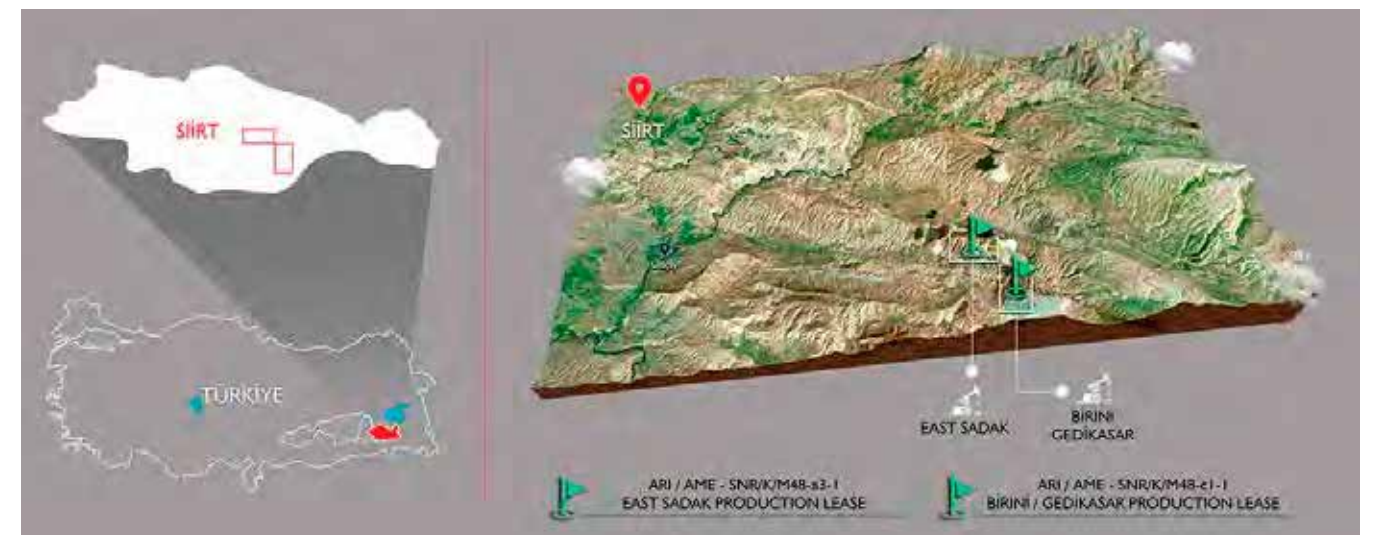 SİİRT
TÜRKİYE
SİİRT
EAST SADAK
BIRINI
GEDİKASAR
ARI / AME - SNR/K/M48-a3-1
EAST SADAK PRODUCTION LEASE
ARI / AME - SNR/K/M48-c1-1
BIRINI / GEDIKASAR PRODUCTION LEASE